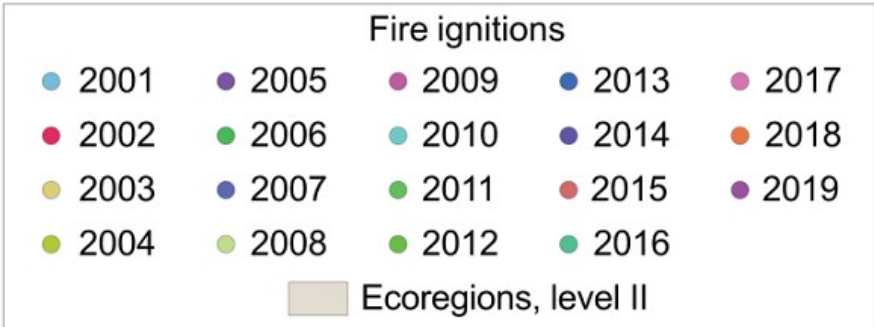 Fire ignitions
2001 2005 2009 2013 2017
2002 2006 2010 2014 2018
2003 2007 2011 2015 2019
2004 2008 2012 2016
Ecoregions, level II